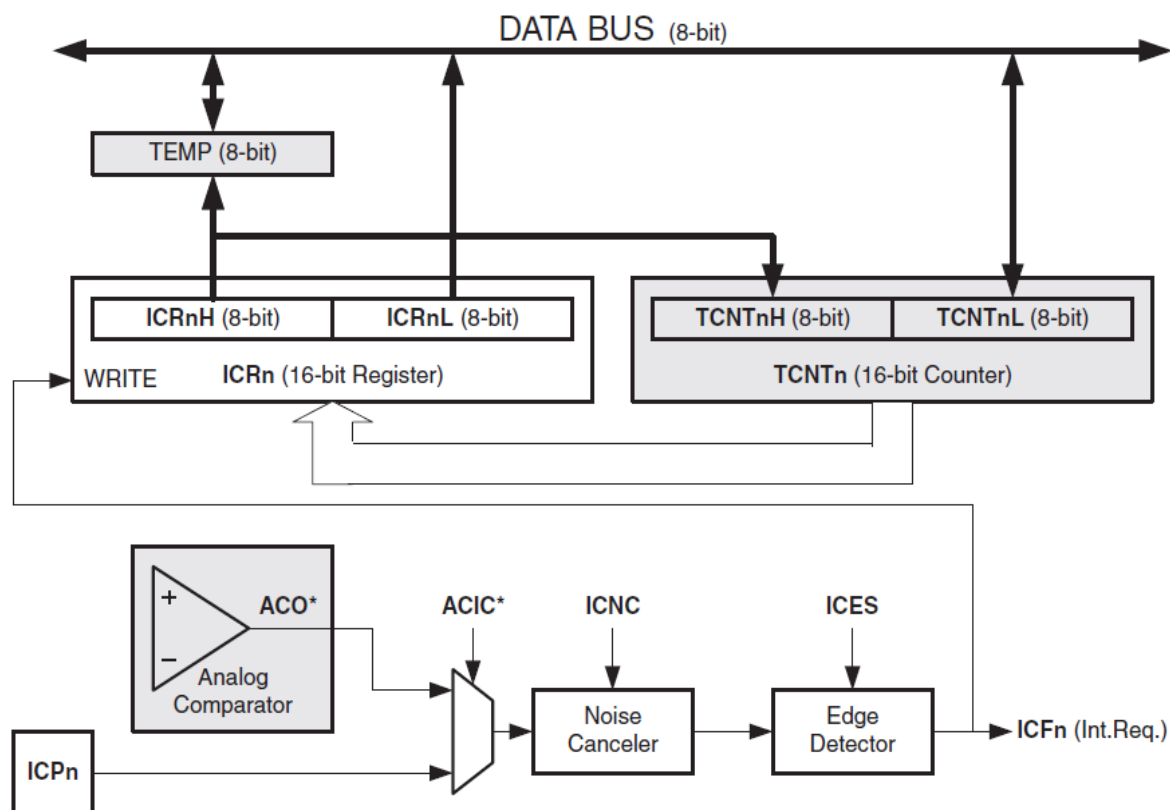 DATA BUS (8-bit)
TEMP (8-bit)
ICRnH (8-bit) ICRnL (8-bit) TCNTnH (8-bit) TCNTnL (8-bit)
WRITE ICRn (16-bit Register) TCNTn (16-bit Counter)
+
−
ACO* ACIC* ICNC ICES
Analog
Comparator
Noise
Canceler
Edge
Detector
ICFn (Int.Req.)
ICPn